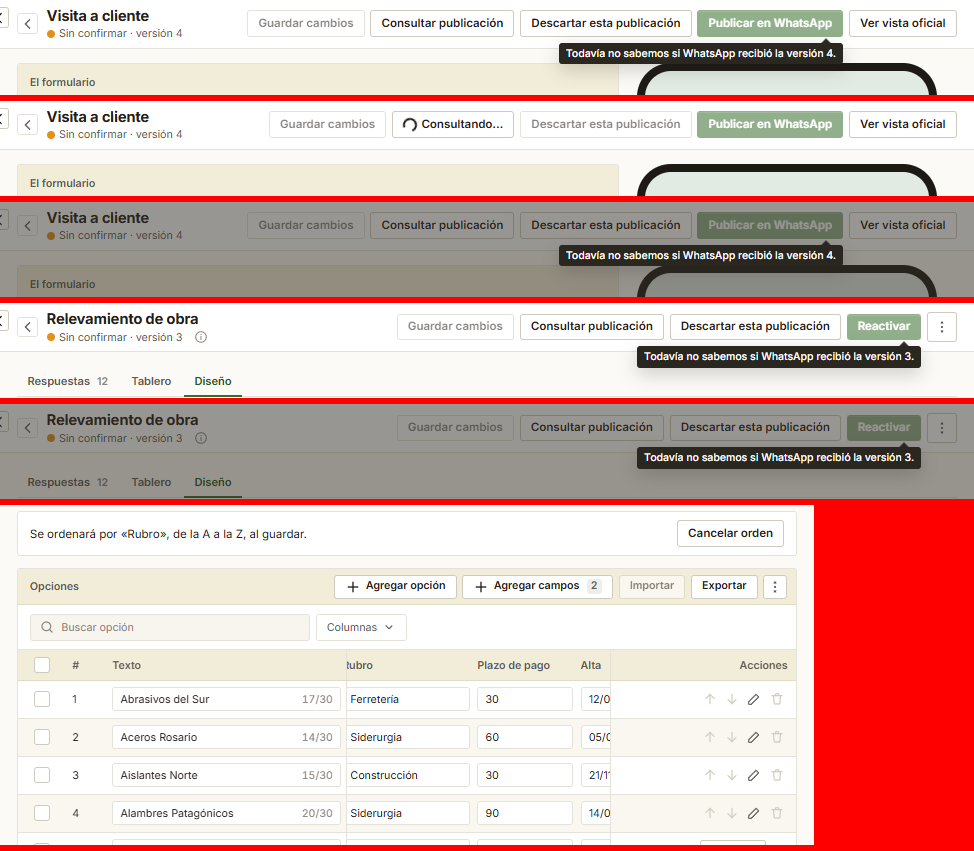 Visita a cliente
Guardar cambios Consultar publicación Descartar esta publicación Publicar en WhatsApp Ver vista oficial
Sin confirmar · versión 4
Todavía no sabemos si WhatsApp recibió la versión 4.
El formulario
Visita a cliente
Guardar cambios Consultando... Descartar esta publicación Publicar en WhatsApp Ver vista oficial
Sin confirmar · versión 4
El formulario
Visita a cliente
Guardar cambios Consultar publicación Descartar esta publicación Publicar en WhatsApp Ver vista oficial
Sin confirmar · versión 4
Todavía no sabemos si WhatsApp recibió la versión 4.
El formulario
Relevamiento de obra
Guardar cambios Consultar publicación Descartar esta publicación Reactivar
Sin confirmar · versión 3
Todavía no sabemos si WhatsApp recibió la versión 3.
Respuestas 12 Tablero Diseño
Relevamiento de obra
Guardar cambios Consultar publicación Descartar esta publicación Reactivar
Sin confirmar · versión 3
Todavía no sabemos si WhatsApp recibió la versión 3.
Respuestas 12 Tablero Diseño
Se ordenará por «Rubro», de la A a la Z, al guardar. Cancelar orden
Opciones Agregar opción Agregar campos 2 Importar Exportar
Buscar opción Columnas
# Texto Rubro Plazo de pago Alta Acciones
1 Abrasivos del Sur 17/30 Ferretería 30 12/0
2 Aceros Rosario 14/30 Siderurgia 60 05/0
3 Aislantes Norte 15/30 Construcción 30 21/1
4 Alambres Patagónicos 20/30 Siderurgia 90 14/0